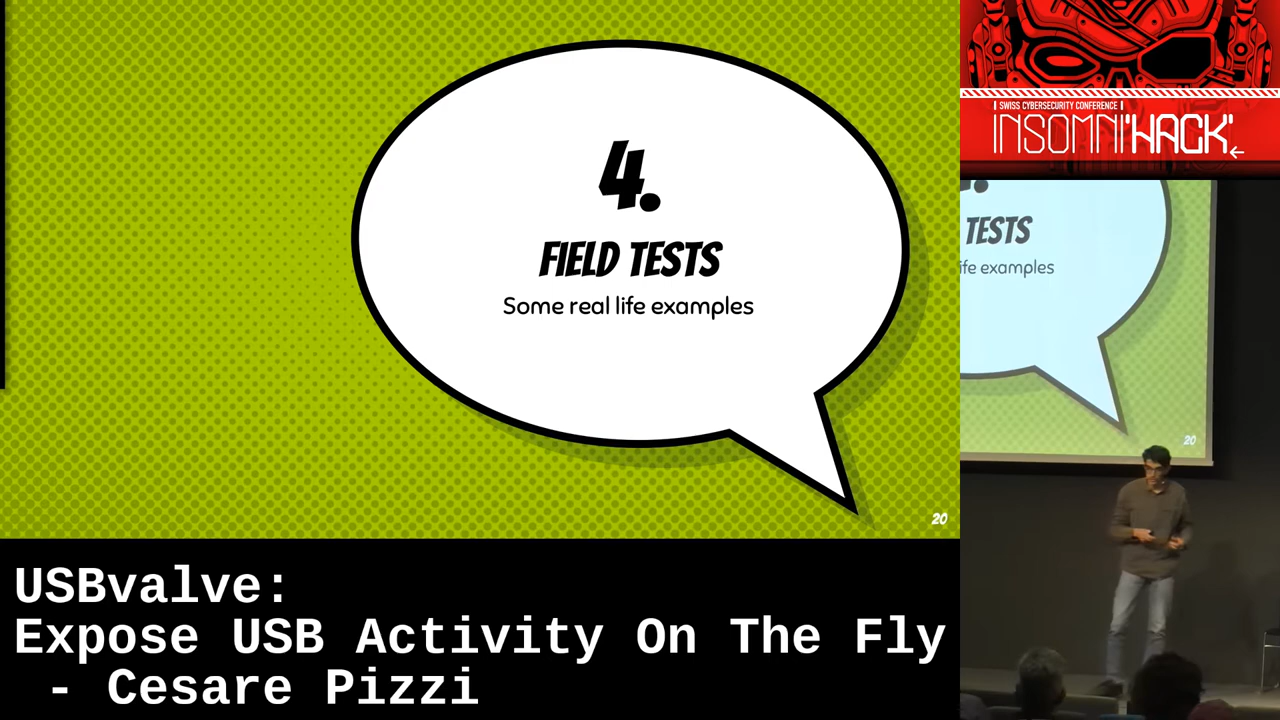 4.
FIELD TESTS
Some real life examples
20
USBvalve:
Expose USB Activity On The Fly
- Cesare Pizzi
SWISS CYBERSECURITY CONFERENCE
INSOMNI'HACK'
TESTS
ife examples
20